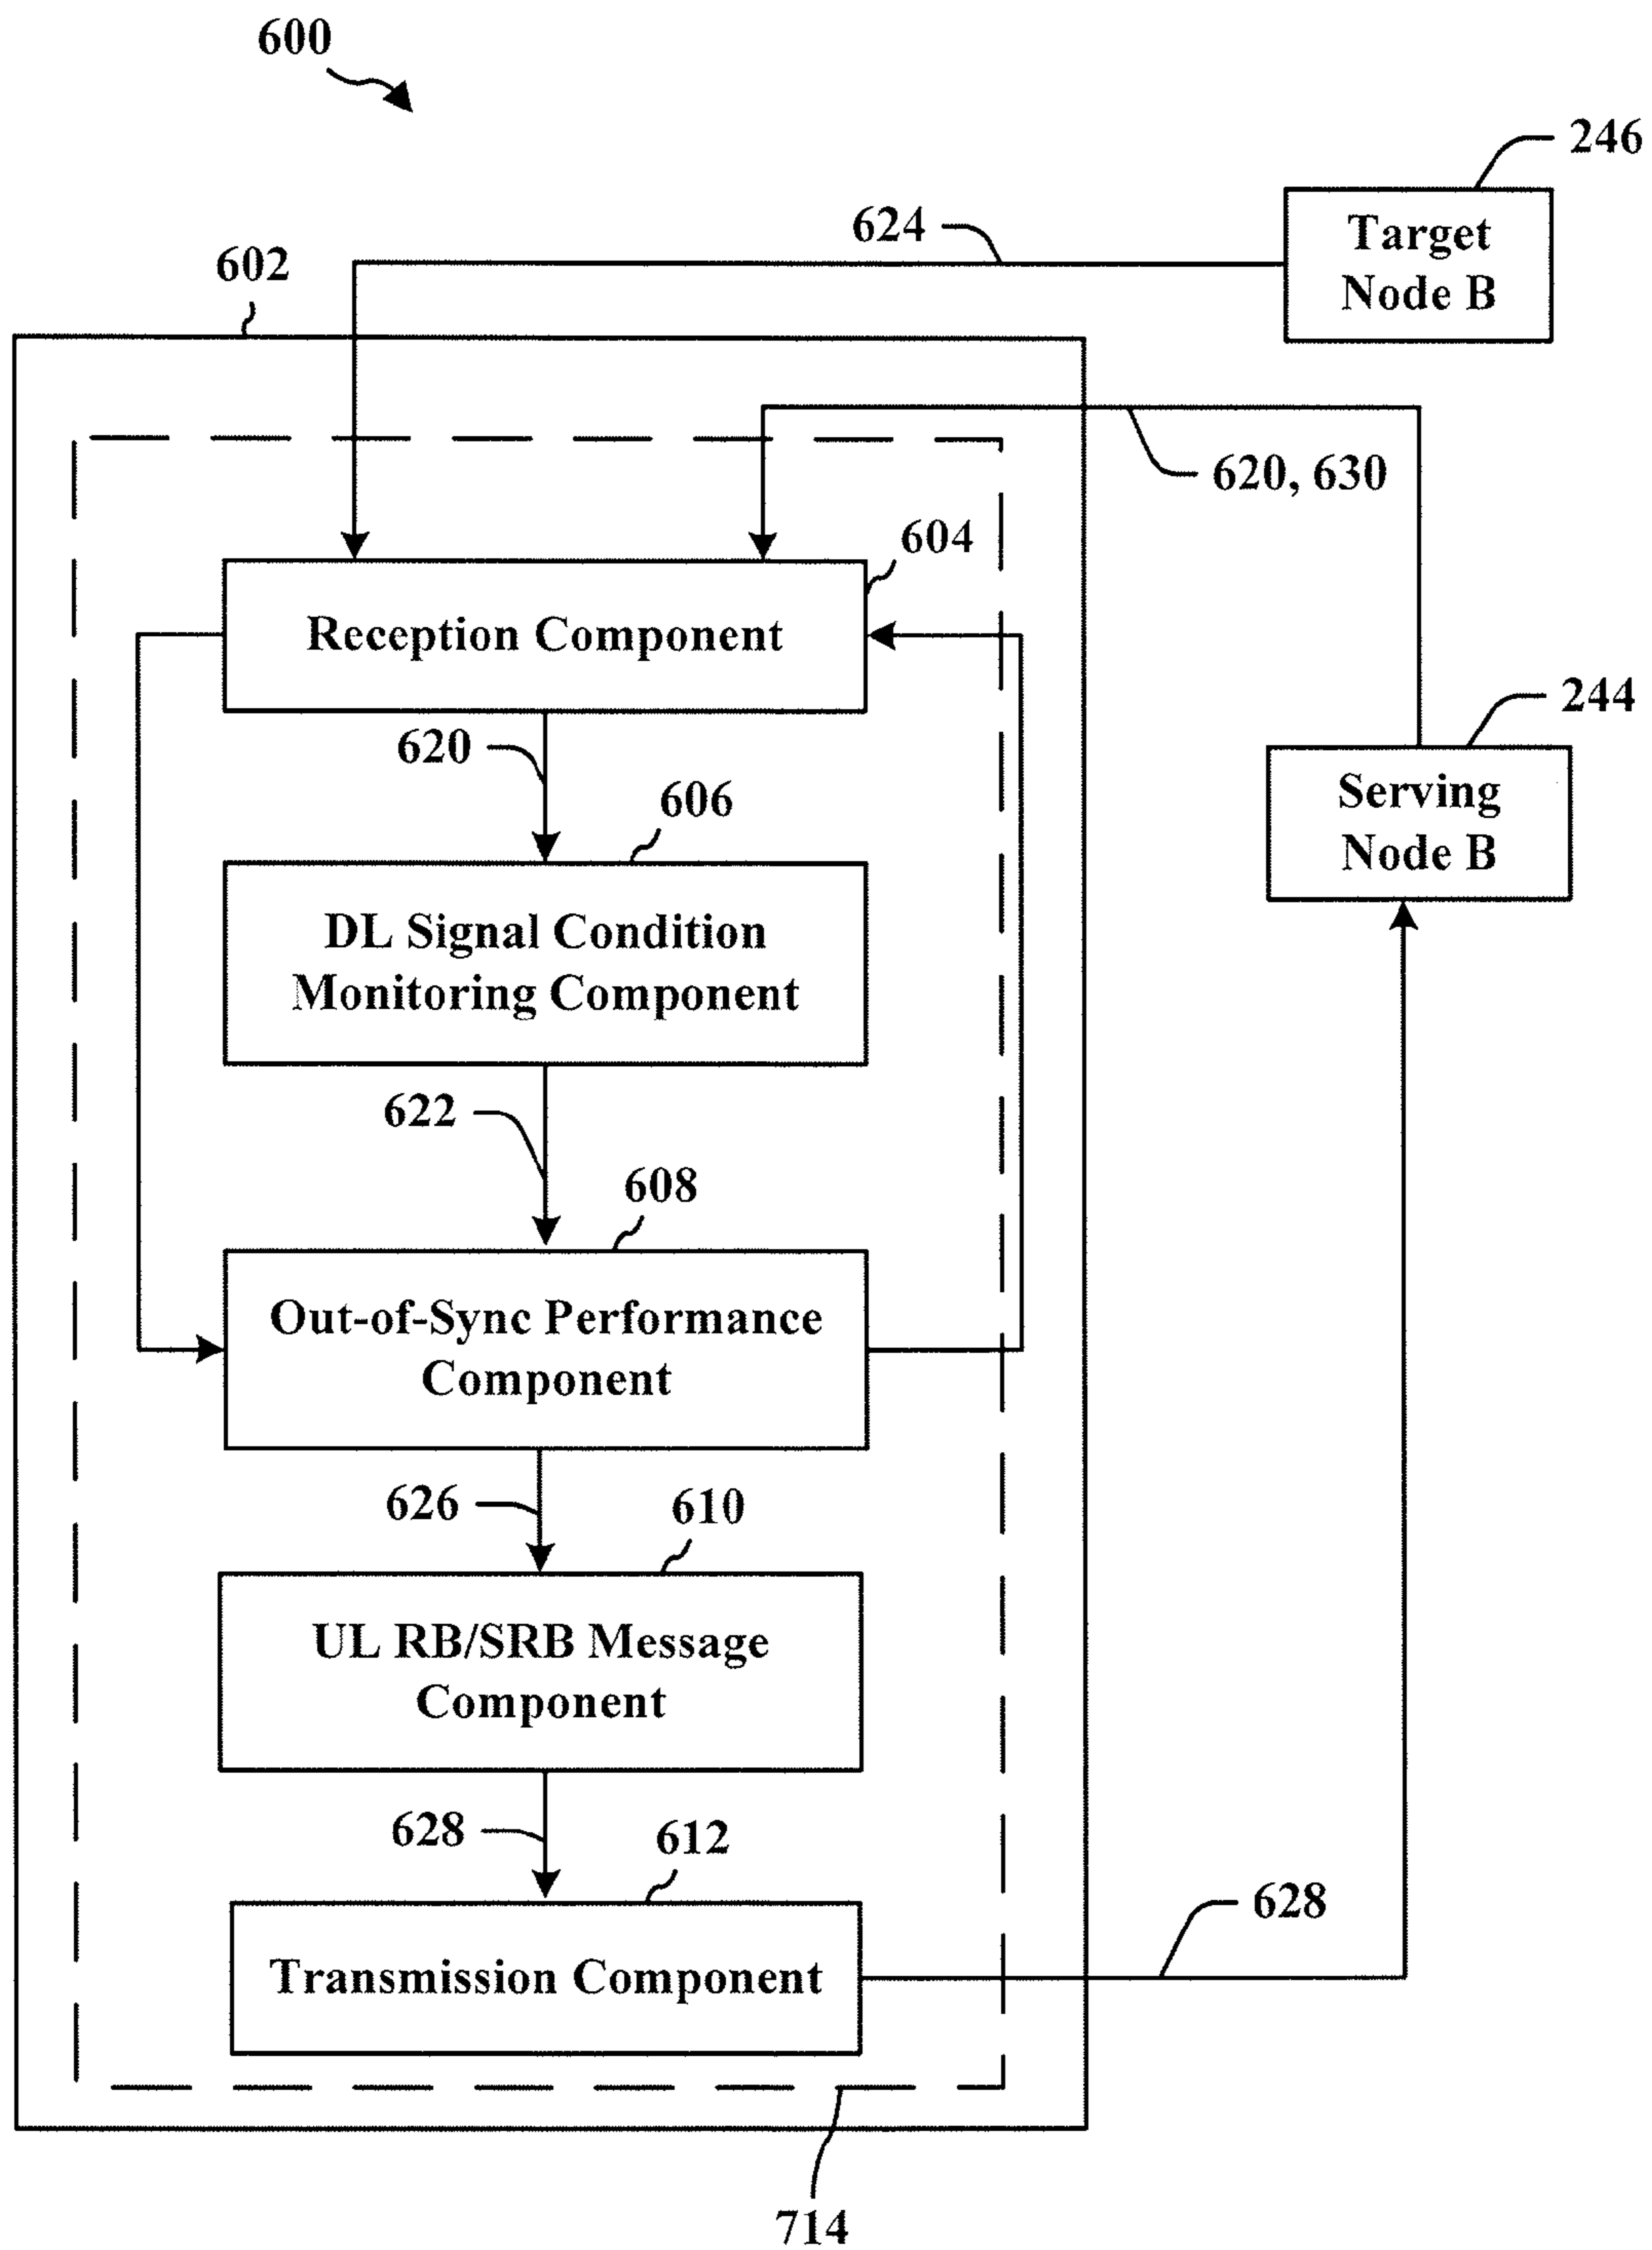 600
246
Target
Node B
624
602
620, 630
604
Reception Component
244
Serving
Node B
620
606
DL Signal Condition
Monitoring Component
622
608
Out-of-Sync Performance
Component
626
610
UL RB/SRB Message
Component
628
612
628
Transmission Component
714